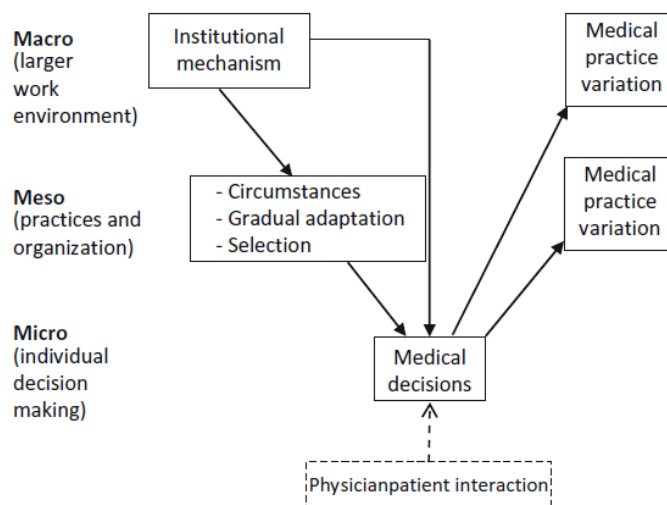 Macro
(larger
work
environment)
Institutional
mechanism
Medical
practice
variation
Meso
(practices and
organization)
- Circumstances
- Gradual adaptation
- Selection
Medical
practice
variation
Micro
(individual
decision
making)
Medical
decisions
Physicianpatient interaction